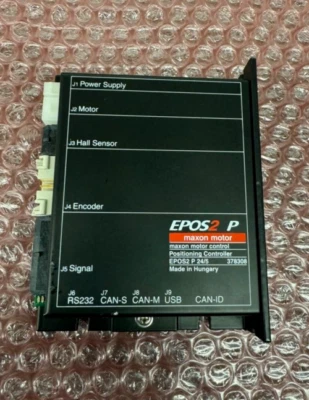 J1 Power Supply
J2 Motor
J3 Hall Sensor
J4 Encoder
EPOS2 P
maxon motor
maxon motor control
Positioning Controller
EPOS2 P 24/5 378308
Made in Hungary
J5 Signal
J6 J7 J8 J9
RS232 CAN-S CAN-M USB CAN-ID